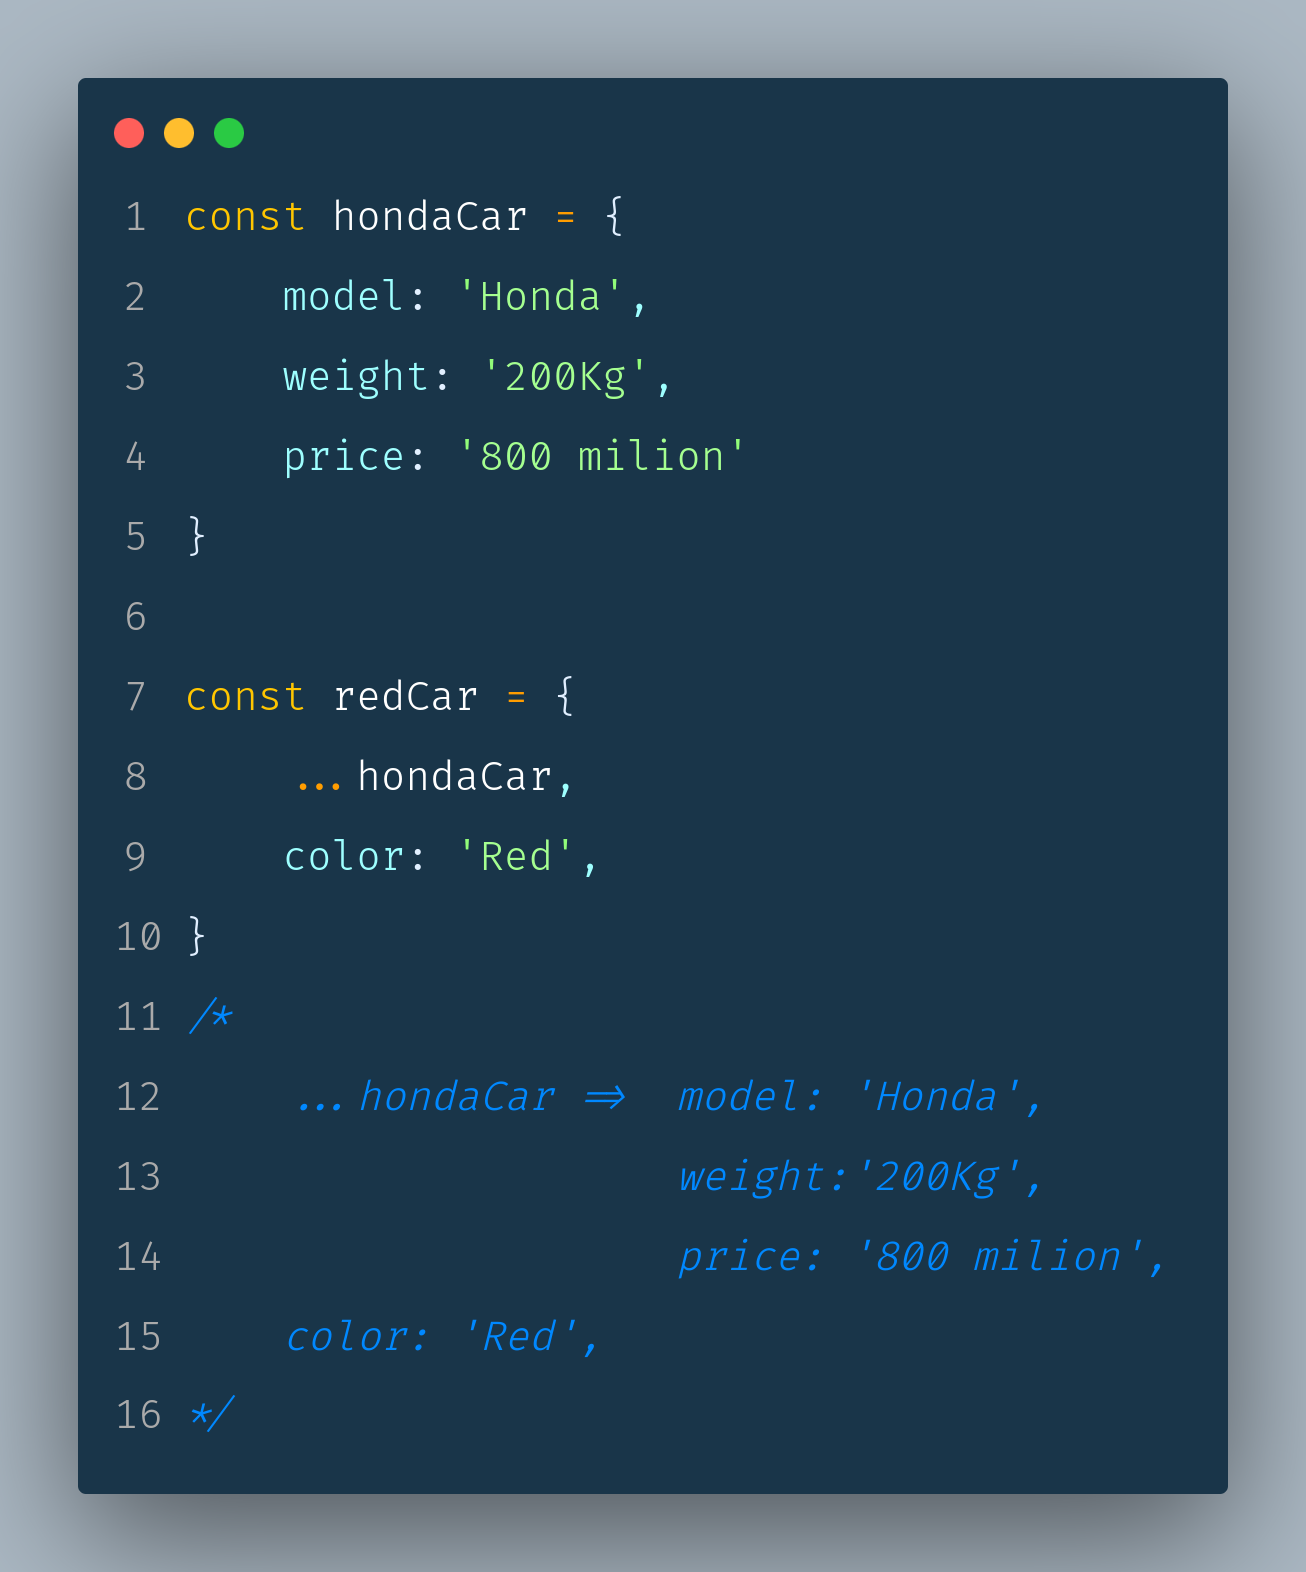 1 const hondaCar = {
2     model: 'Honda',
3     weight: '200Kg',
4     price: '800 milion'
5 }
6
7 const redCar = {
8     ...hondaCar,
9     color: 'Red',
10 }
11 /*
12     ...hondaCar =>  model: 'Honda',
13                     weight:'200Kg',
14                     price: '800 milion',
15     color: 'Red',
16 */